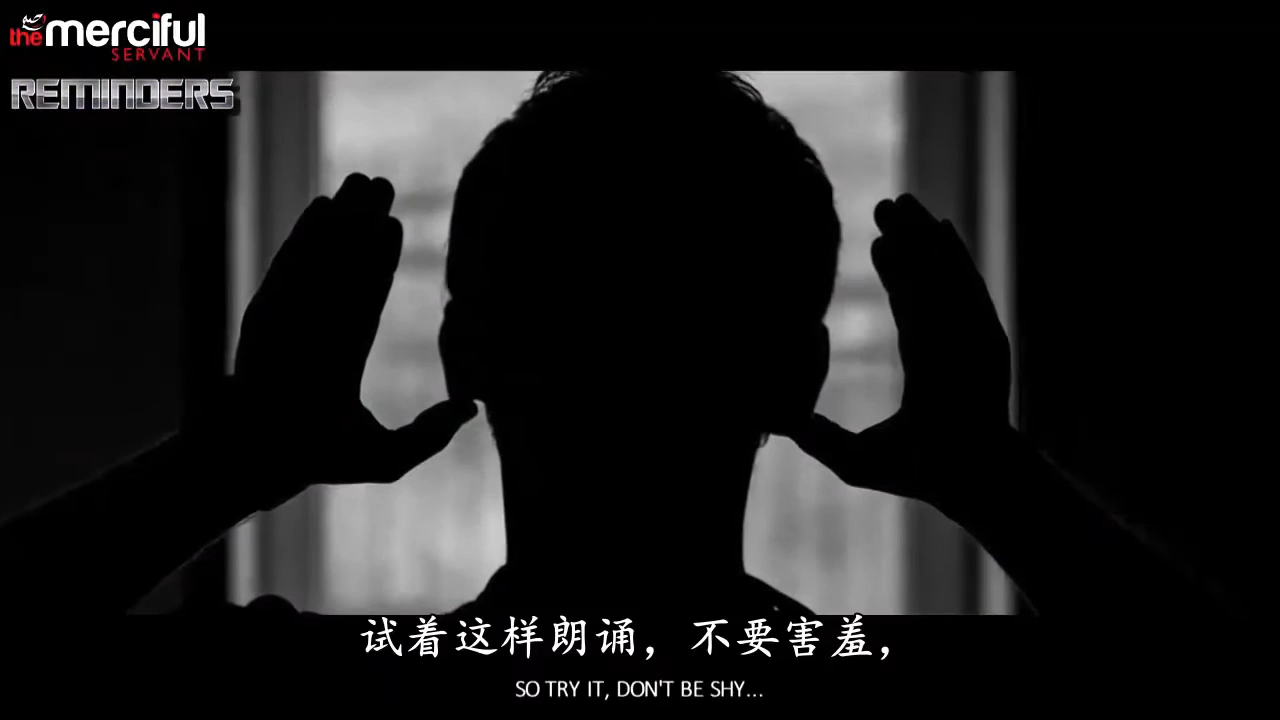 the merciful
SERVANT
REMINDERS
试着这样朗诵，不要害羞，
SO TRY IT, DON'T BE SHY...